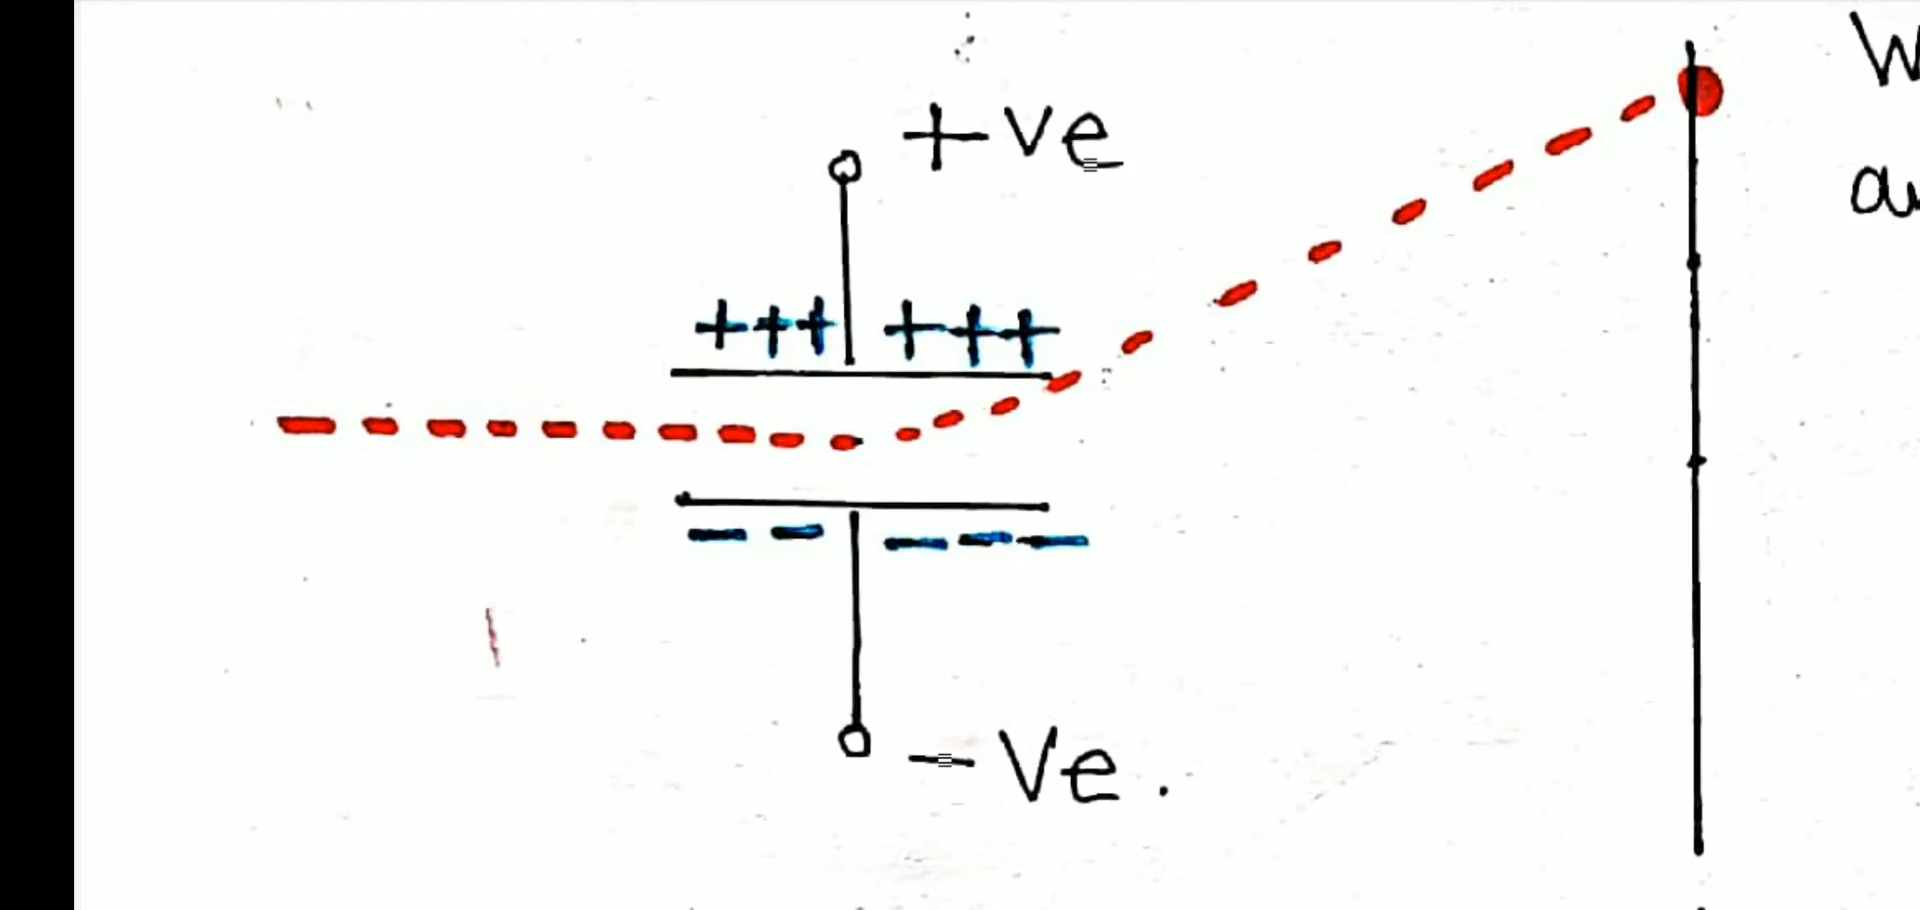 +ve
+++ +++
-- ---
-Ve.